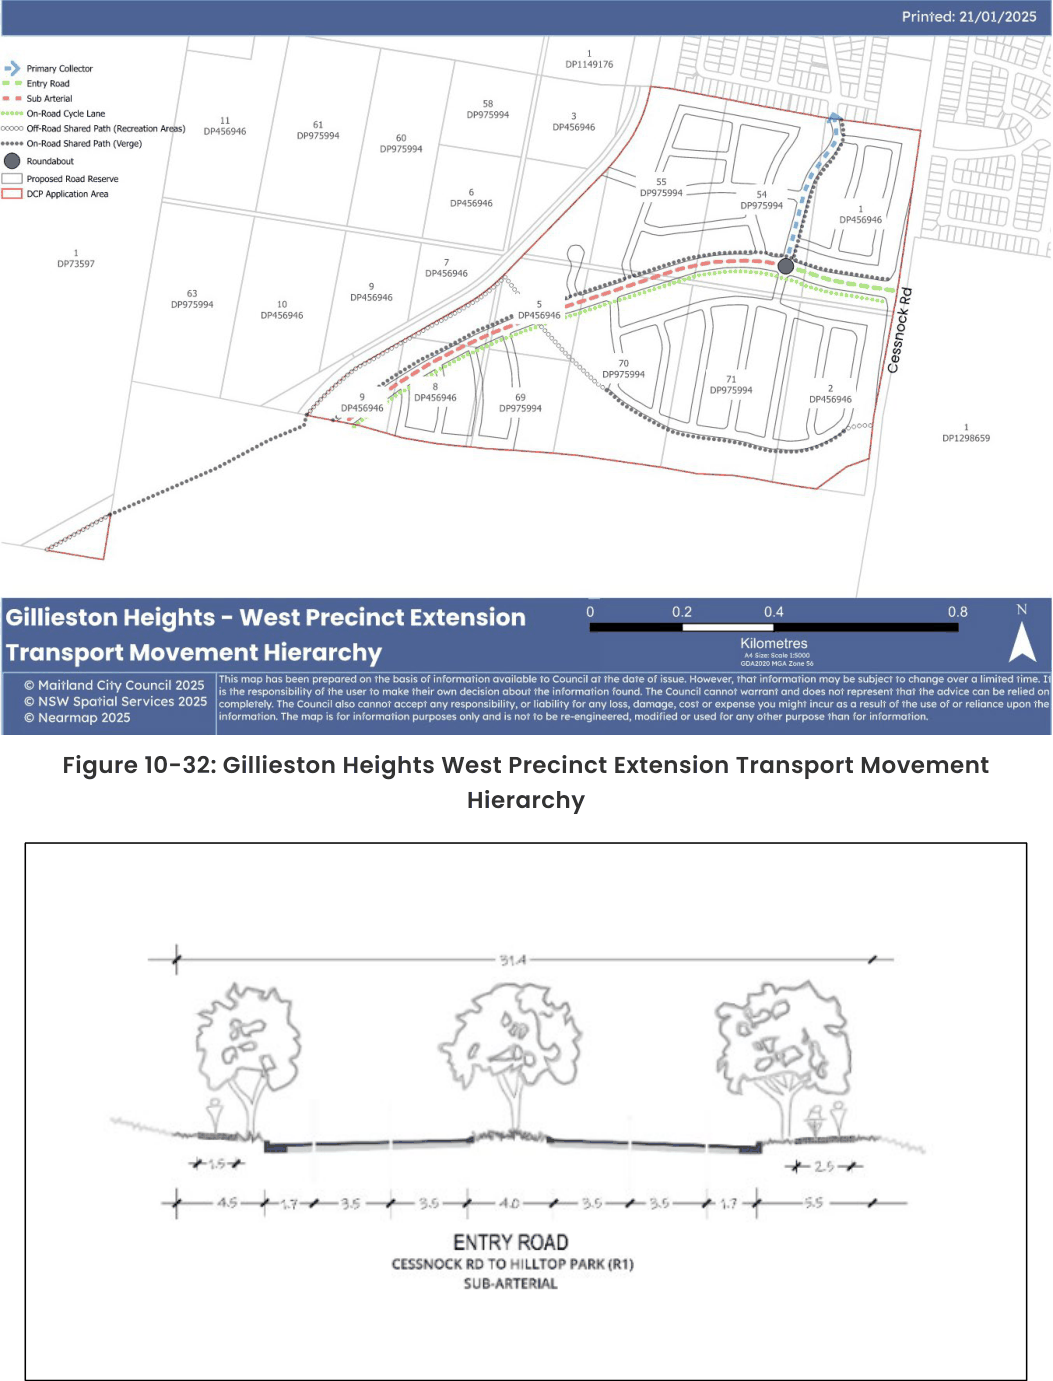 Printed: 21/01/2025
Primary Collector
Entry Road
Sub Arterial
On-Road Cycle Lane
Off-Road Shared Path (Recreation Areas)
On-Road Shared Path (Verge)
Roundabout
Proposed Road Reserve
DCP Application Area
1
DP1149176
58
DP975994
3
DP456946
11
DP456946
61
DP975994
60
DP975994
6
DP456946
55
DP975994
54
DP975994
1
DP456946
1
DP73597
7
DP456946
63
DP975994
10
DP456946
9
DP456946
5
DP456946
Cessnock Rd
70
DP975994
71
DP975994
2
DP456946
9
DP456946
8
DP456946
69
DP975994
1
DP1298659
Gillieston Heights - West Precinct Extension
Transport Movement Hierarchy
0 0.2 0.4 0.8
Kilometres
A4 Size: Scale 1:5000
GDA2020 MGA Zone 56
N
© Maitland City Council 2025
© NSW Spatial Services 2025
© Nearmap 2025
This map has been prepared on the basis of information available to Council at the date of issue. However, that information may be subject to change over a limited time. It
is the responsibility of the user to make their own decision about the information found. The Council cannot warrant and does not represent that the advice can be relied on
completely. The Council also cannot accept any responsibility, or liability for any loss, damage, cost or expense you might incur as a result of the use of or reliance upon the
information. The map is for information purposes only and is not to be re-engineered, modified or used for any other purpose than for information.
Figure 10-32: Gillieston Heights West Precinct Extension Transport Movement
Hierarchy
31.4
1.5 2.5
4.5 1.7 3.5 3.5 4.0 3.5 3.5 1.7 5.5
ENTRY ROAD
CESSNOCK RD TO HILLTOP PARK (R1)
SUB-ARTERIAL